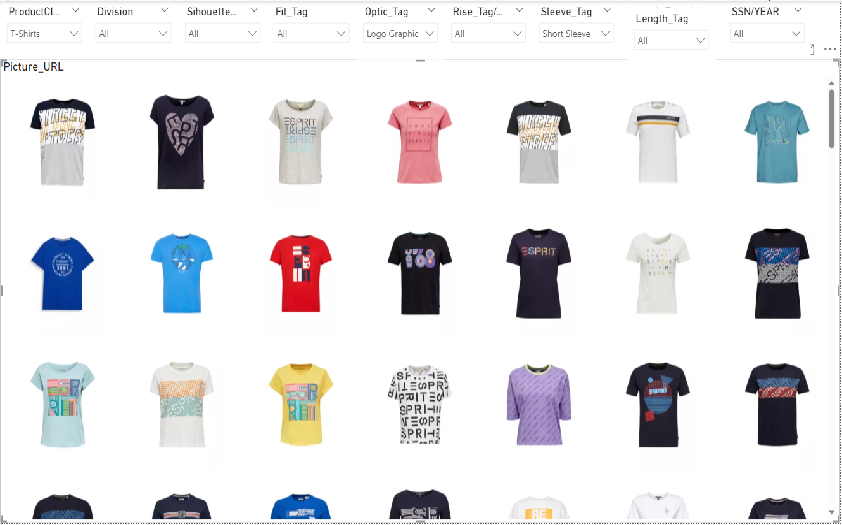 ProductCl...
Division
Sihouette...
Fit_Tag
Optic_Tag
Rise_Tag/...
Sleeve_Tag
Length_Tag
SSN/YEAR
T-Shirts
All
All
All
Logo Graphic
All
Short Sleeve
All
All
Picture_URL
ESPRIT
ESPRIT